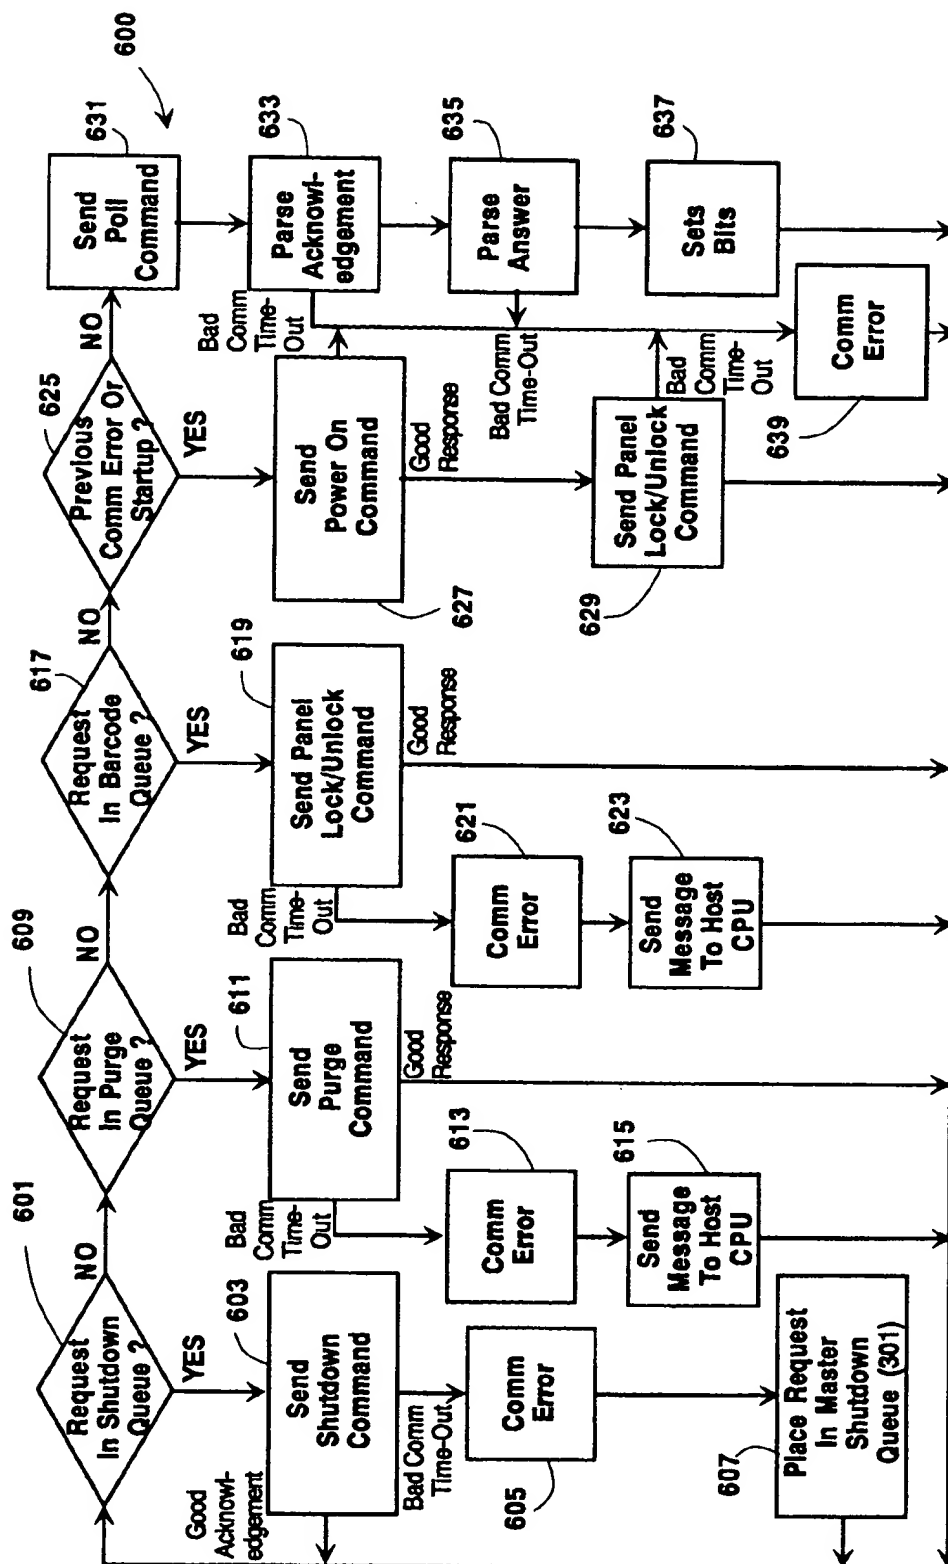 600
601
Request
In Shutdown
Queue ?
NO
YES
603
Send
Shutdown
Command
Good
Acknowl-
edgement
Bad Comm
Time-Out
Comm
Error
605
Place Request
In Master
Shutdown
Queue (301)
607
609
Request
In Purge
Queue ?
NO
YES
611
Send
Purge
Command
Bad
Comm
Time-
Out
Good
Response
613
Comm
Error
615
Send
Message
To Host
CPU
617
Request
In Barcode
Queue ?
NO
YES
619
Send Panel
Lock/Unlock
Command
Bad
Comm
Time-
Out
Good
Response
621
Comm
Error
623
Send
Message
To Host
CPU
625
Previous
Comm Error Or
Startup ?
NO
YES
Send
Power On
Command
627
Good
Response
Send Panel
Lock/Unlock
Command
629
Bad
Comm
Time-
Out
631
Send
Poll
Command
633
Parse
Acknowl-
edgement
Bad
Comm
Time-
Out
635
Parse
Answer
Bad Comm
Time-Out
637
Sets
Bits
Comm
Error
639